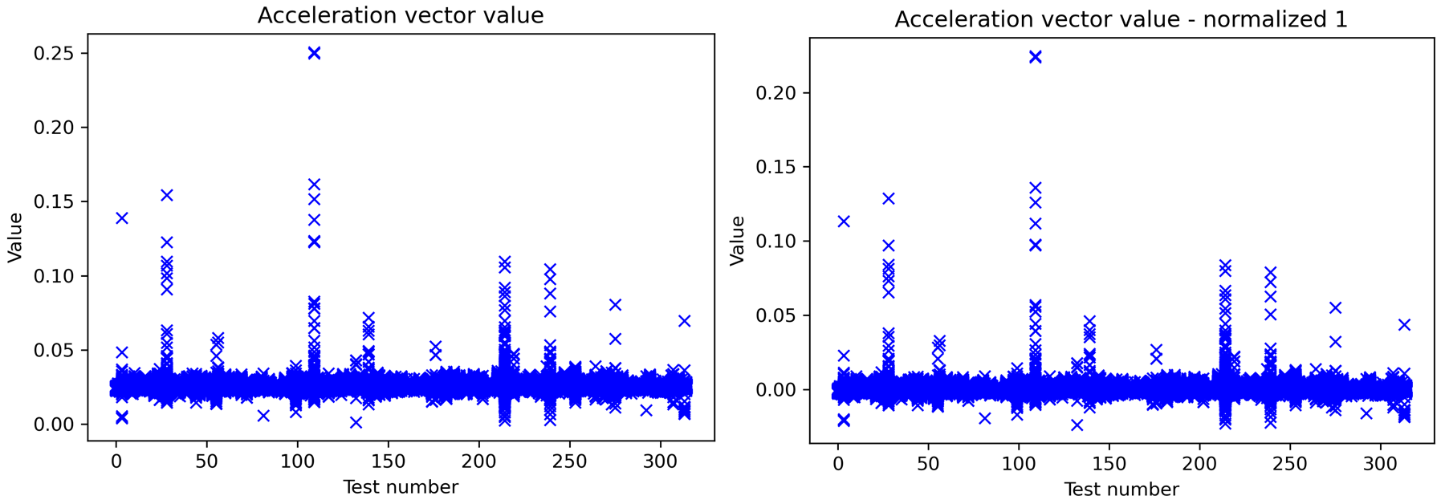 Acceleration vector value
0.25
0.20
0.15
0.10
0.05
0.00
Value
0 50 100 150 200 250 300
Test number
Acceleration vector value - normalized 1
0.20
0.15
0.10
0.05
0.00
Value
0 50 100 150 200 250 300
Test number